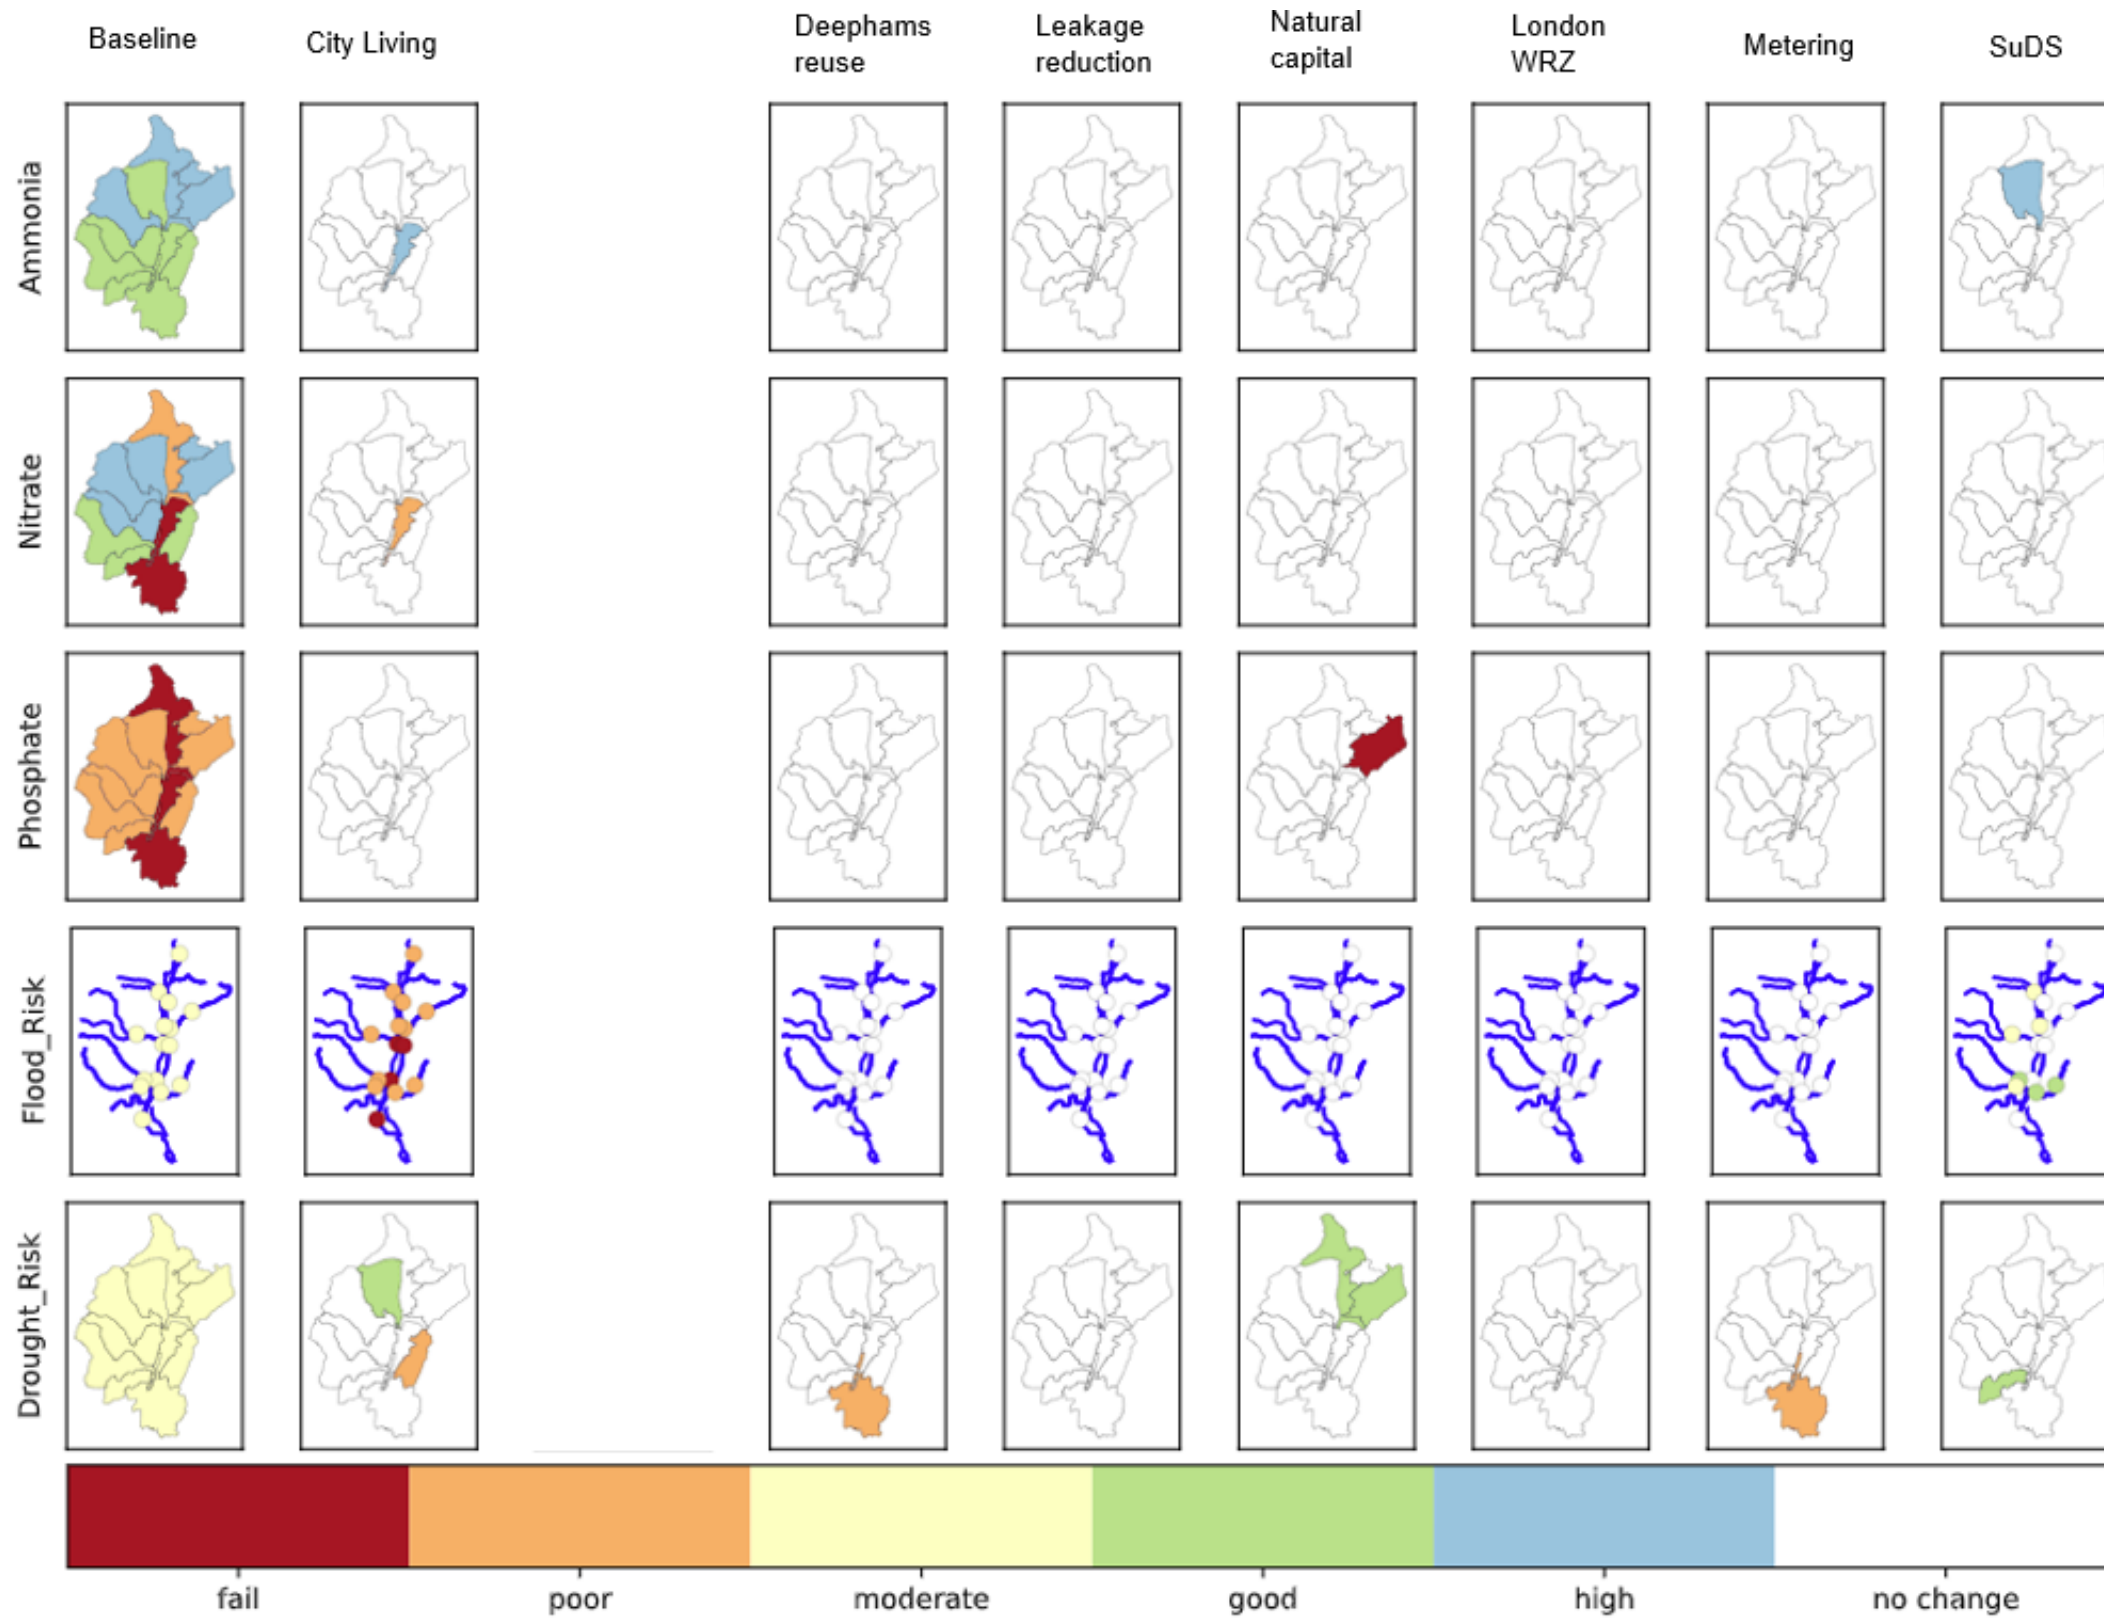 Baseline
City Living
Deephams
reuse
Leakage
reduction
Natural
capital
London
WRZ
Metering
SuDS
Ammonia
Nitrate
Phosphate
Flood_Risk
Drought_Risk
fail
poor
moderate
good
high
no change